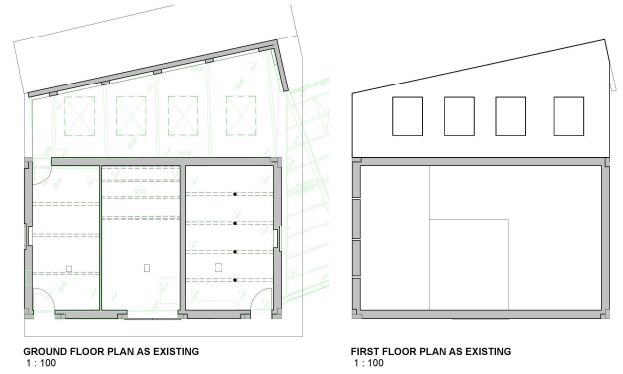 GROUND FLOOR PLAN AS EXISTING
1 : 100
FIRST FLOOR PLAN AS EXISTING
1 : 100